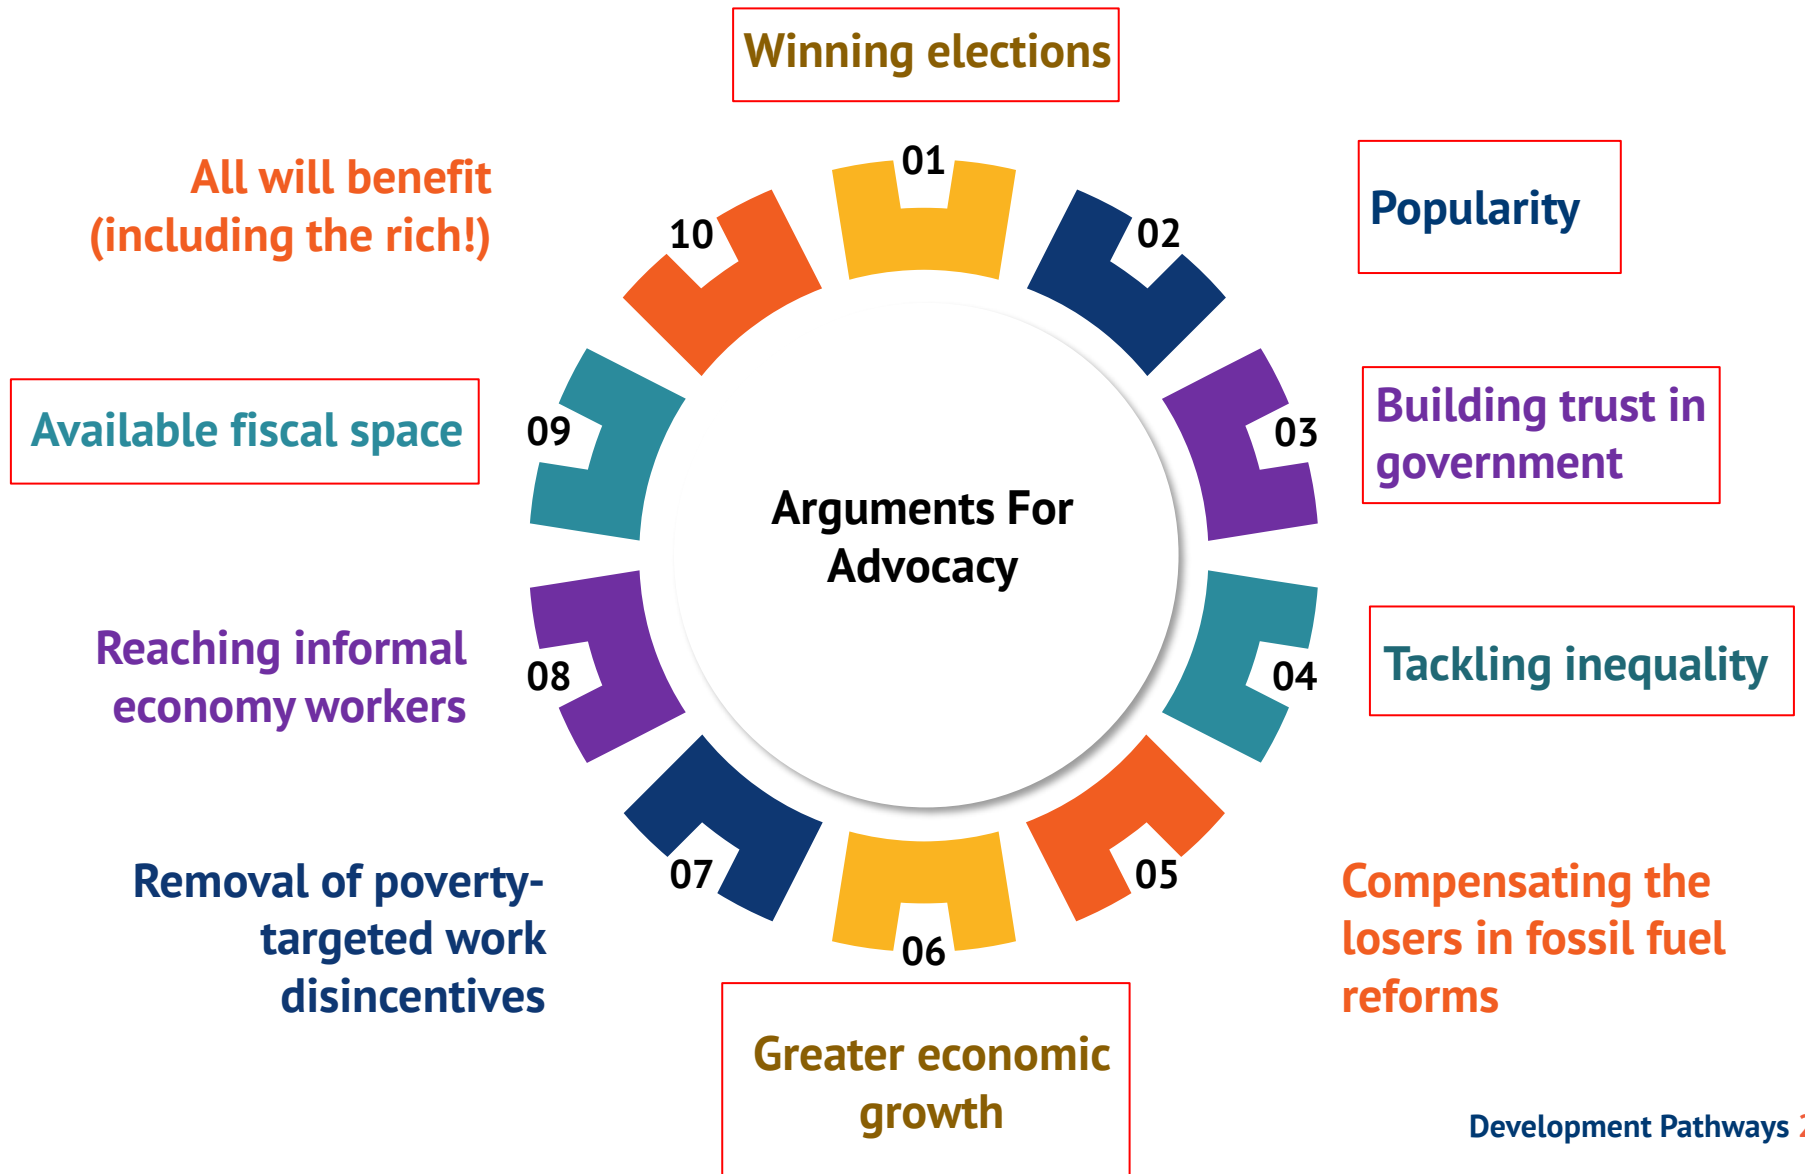 Winning elections
01
Popularity
02
Building trust in
government
03
Tackling inequality
04
Compensating the
losers in fossil fuel
reforms
05
Greater economic
growth
06
Removal of poverty-
targeted work
disincentives
07
Reaching informal
economy workers
08
Available fiscal space
09
All will benefit
(including the rich!)
10
Arguments For
Advocacy
Development Pathways